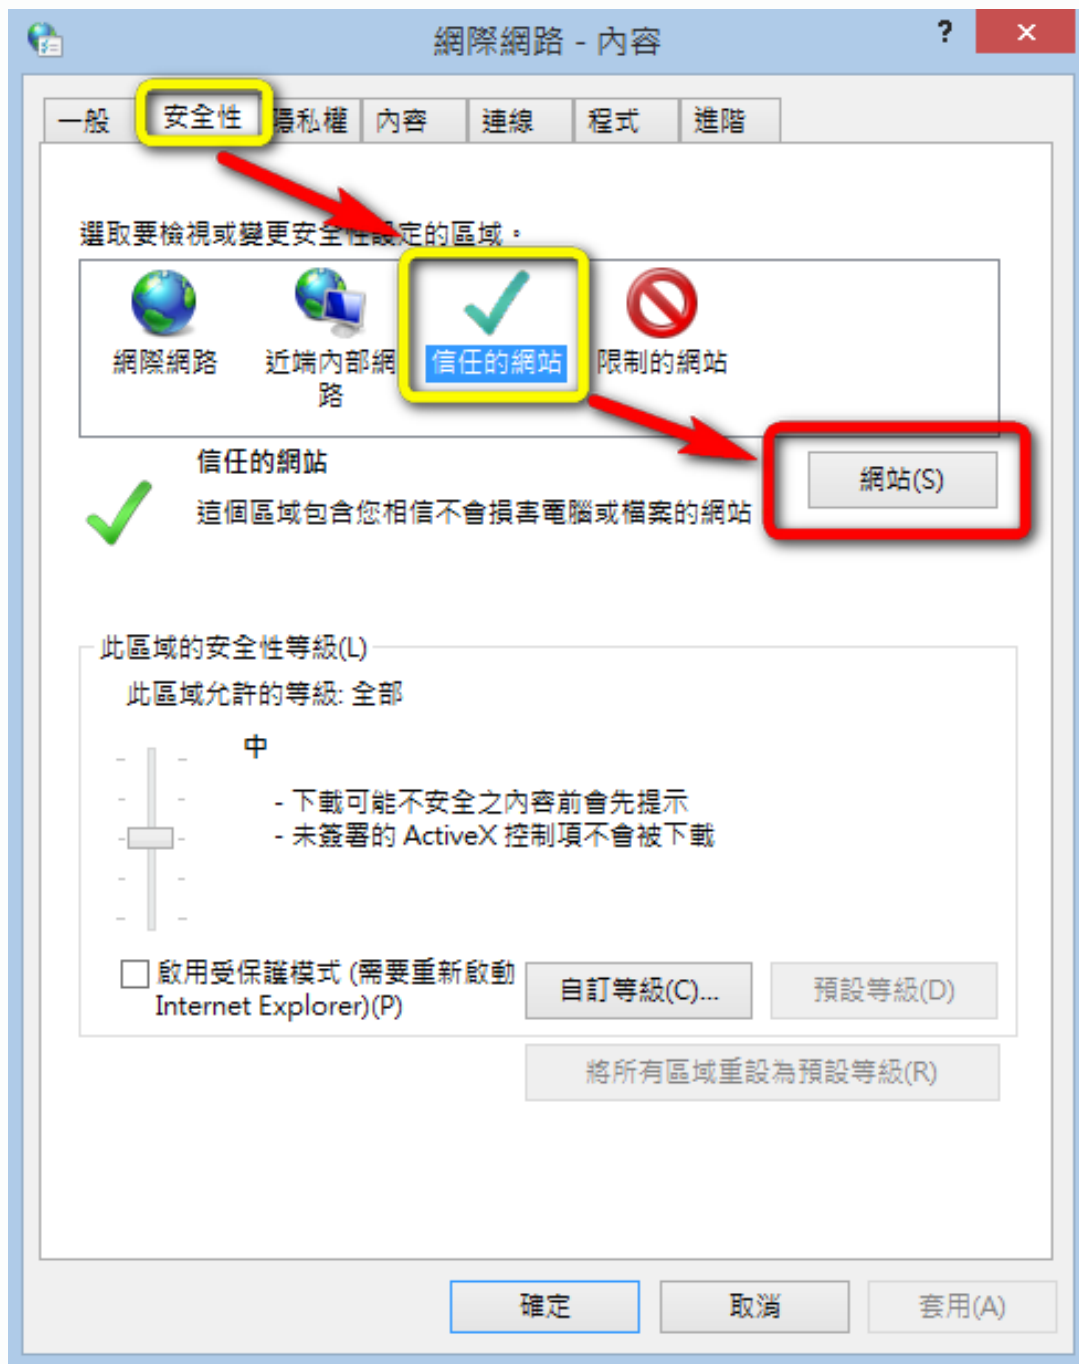 網際網路 - 內容
?
一般 安全性 隱私權 內容 連線 程式 進階
選取要檢視或變更安全性設定的區域。
網際網路 近端內部網路 信任的網站 限制的網站
信任的網站
網站(S)
這個區域包含您相信不會損害電腦或檔案的網站
此區域的安全性等級(L)
此區域允許的等級: 全部
中
- 下載可能不安全之內容前會先提示
- 未簽署的 ActiveX 控制項不會被下載
啟用受保護模式 (需要重新啟動
Internet Explorer)(P)
自訂等級(C)... 預設等級(D)
將所有區域重設為預設等級(R)
確定 取消 套用(A)